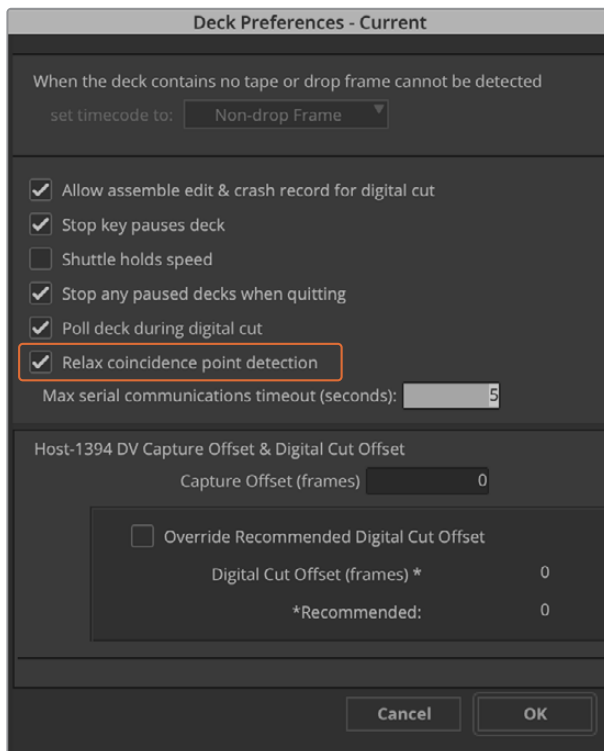 Deck Preferences - Current
When the deck contains no tape or drop frame cannot be detected
set timecode to: Non-drop Frame
Allow assemble edit & crash record for digital cut
Stop key pauses deck
Shuttle holds speed
Stop any paused decks when quitting
Poll deck during digital cut
Relax coincidence point detection
Max serial communications timeout (seconds): 5
Host-1394 DV Capture Offset & Digital Cut Offset
Capture Offset (frames) 0
Override Recommended Digital Cut Offset
Digital Cut Offset (frames) * 0
*Recommended: 0
Cancel OK